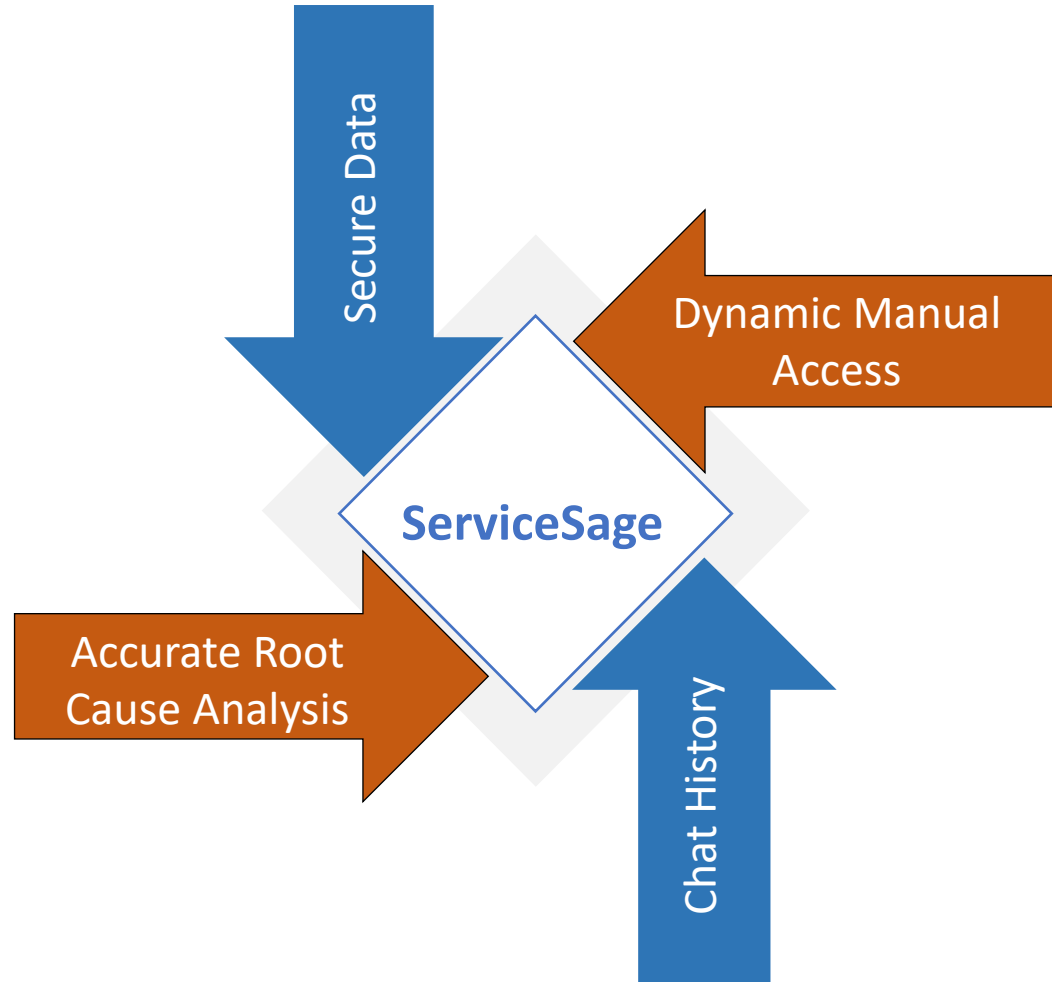 Secure Data
Dynamic Manual
Access
ServiceSage
Accurate Root
Cause Analysis
Chat History